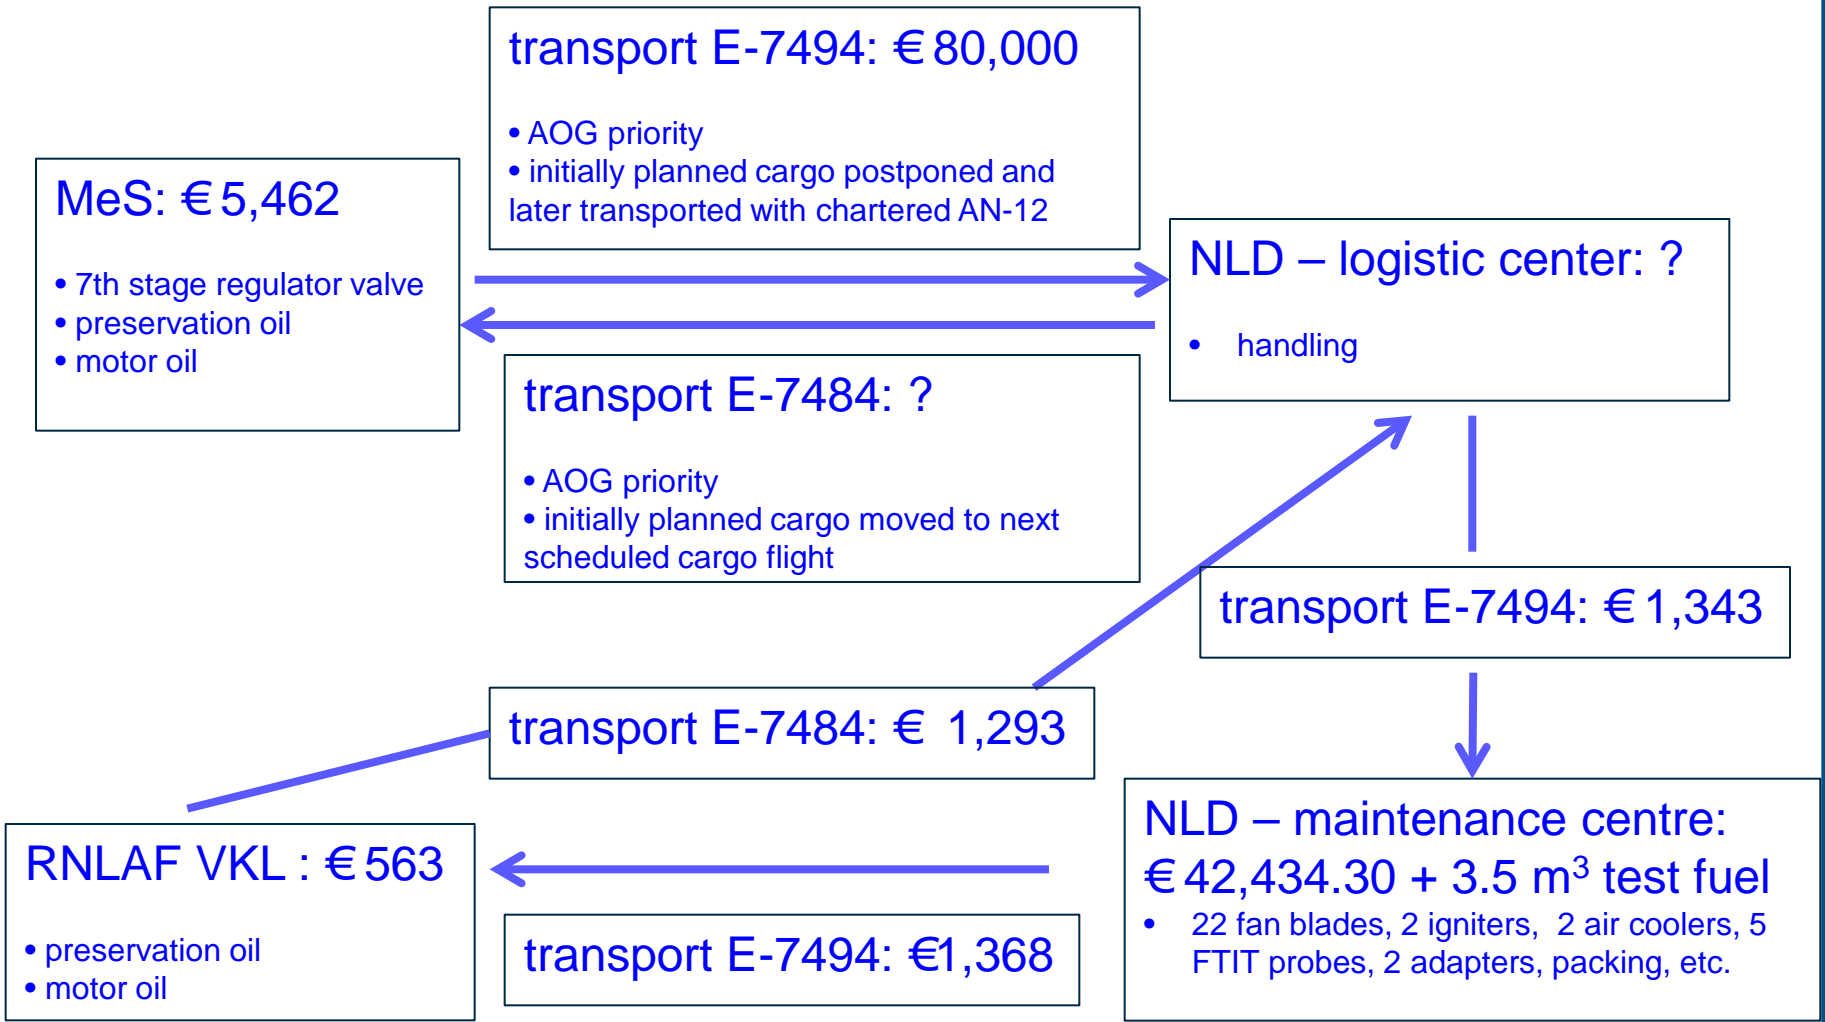 transport E-7494: € 80,000
• AOG priority
• initially planned cargo postponed and
later transported with chartered AN-12
MeS: € 5,462
• 7th stage regulator valve
• preservation oil
• motor oil
NLD – logistic center: ?
• handling
transport E-7484: ?
• AOG priority
• initially planned cargo moved to next
scheduled cargo flight
transport E-7494: € 1,343
transport E-7484: € 1,293
NLD – maintenance centre:
€ 42,434.30 + 3.5 m³ test fuel
• 22 fan blades, 2 igniters, 2 air coolers, 5
FTIT probes, 2 adapters, packing, etc.
RNLAF VKL : € 563
• preservation oil
• motor oil
transport E-7494: €1,368